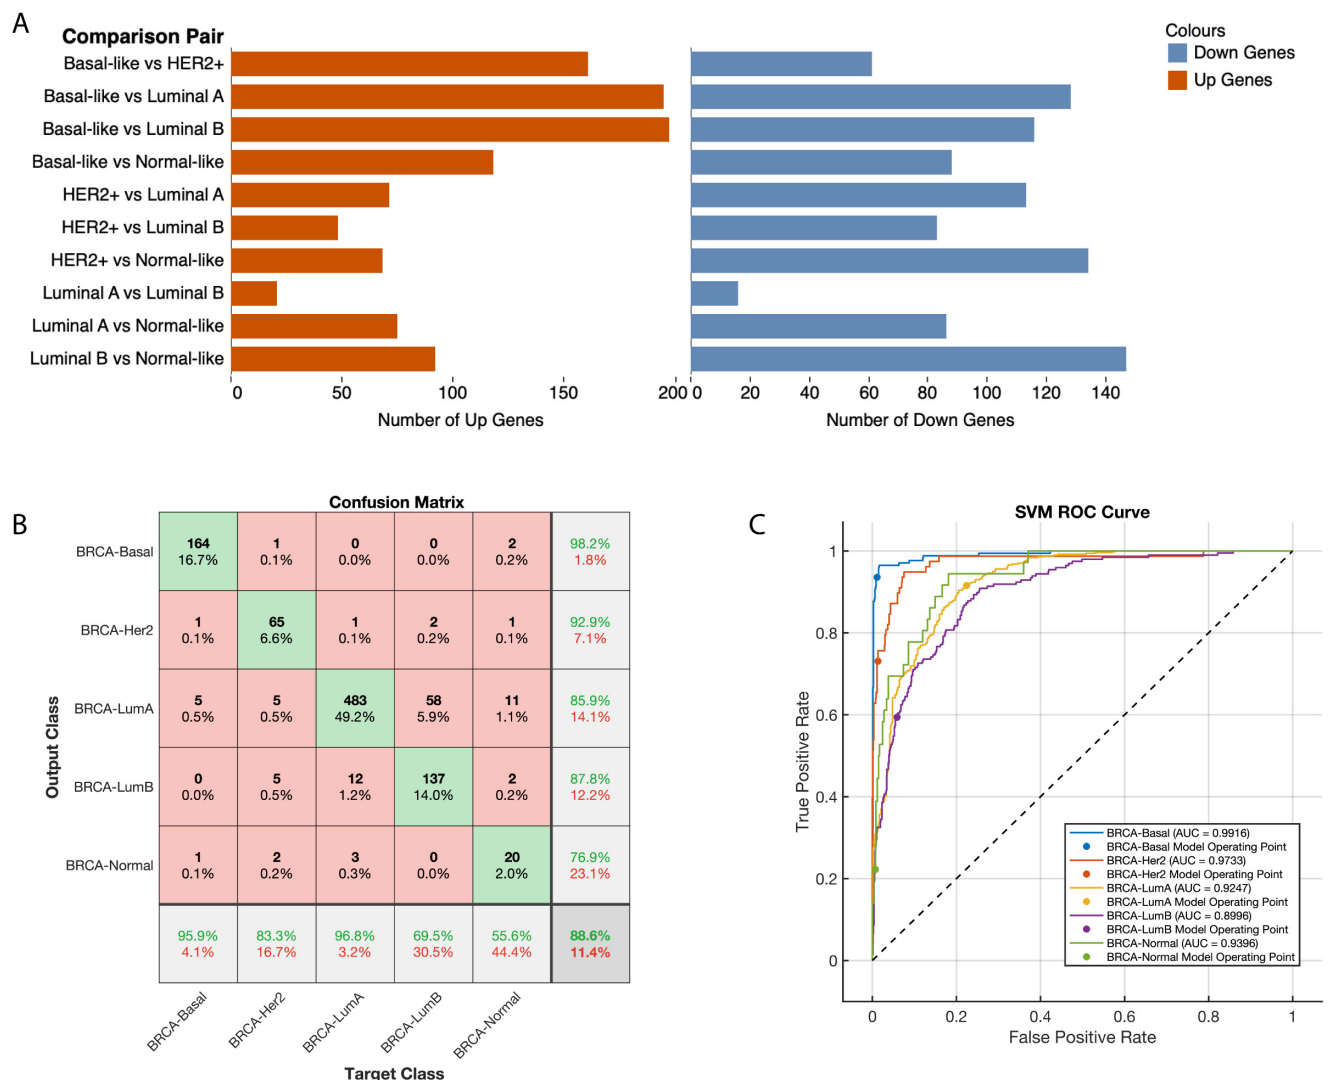 A
Comparison Pair
Colours
Down Genes
Up Genes
Basal-like vs HER2+
Basal-like vs Luminal A
Basal-like vs Luminal B
Basal-like vs Normal-like
HER2+ vs Luminal A
HER2+ vs Luminal B
HER2+ vs Normal-like
Luminal A vs Luminal B
Luminal A vs Normal-like
Luminal B vs Normal-like
0 50 100 150 200
Number of Up Genes
0 20 40 60 80 100 120 140
Number of Down Genes
B
Confusion Matrix
Output Class
BRCA-Basal 164 1 0 0 2 98.2%
16.7% 0.1% 0.0% 0.0% 0.2% 1.8%
BRCA-Her2 1 65 1 2 1 92.9%
0.1% 6.6% 0.1% 0.2% 0.1% 7.1%
BRCA-LumA 5 5 483 58 11 85.9%
0.5% 0.5% 49.2% 5.9% 1.1% 14.1%
BRCA-LumB 0 5 12 137 2 87.8%
0.0% 0.5% 1.2% 14.0% 0.2% 12.2%
BRCA-Normal 1 2 3 0 20 76.9%
0.1% 0.2% 0.3% 0.0% 2.0% 23.1%
95.9% 83.3% 96.8% 69.5% 55.6% 88.6%
4.1% 16.7% 3.2% 30.5% 44.4% 11.4%
BRCA-Basal BRCA-Her2 BRCA-LumA BRCA-LumB BRCA-Normal
Target Class
C
SVM ROC Curve
True Positive Rate
1
0.8
0.6
0.4
0.2
0
BRCA-Basal (AUC = 0.9916)
BRCA-Basal Model Operating Point
BRCA-Her2 (AUC = 0.9733)
BRCA-Her2 Model Operating Point
BRCA-LumA (AUC = 0.9247)
BRCA-LumA Model Operating Point
BRCA-LumB (AUC = 0.8996)
BRCA-LumB Model Operating Point
BRCA-Normal (AUC = 0.9396)
BRCA-Normal Model Operating Point
0 0.2 0.4 0.6 0.8 1
False Positive Rate